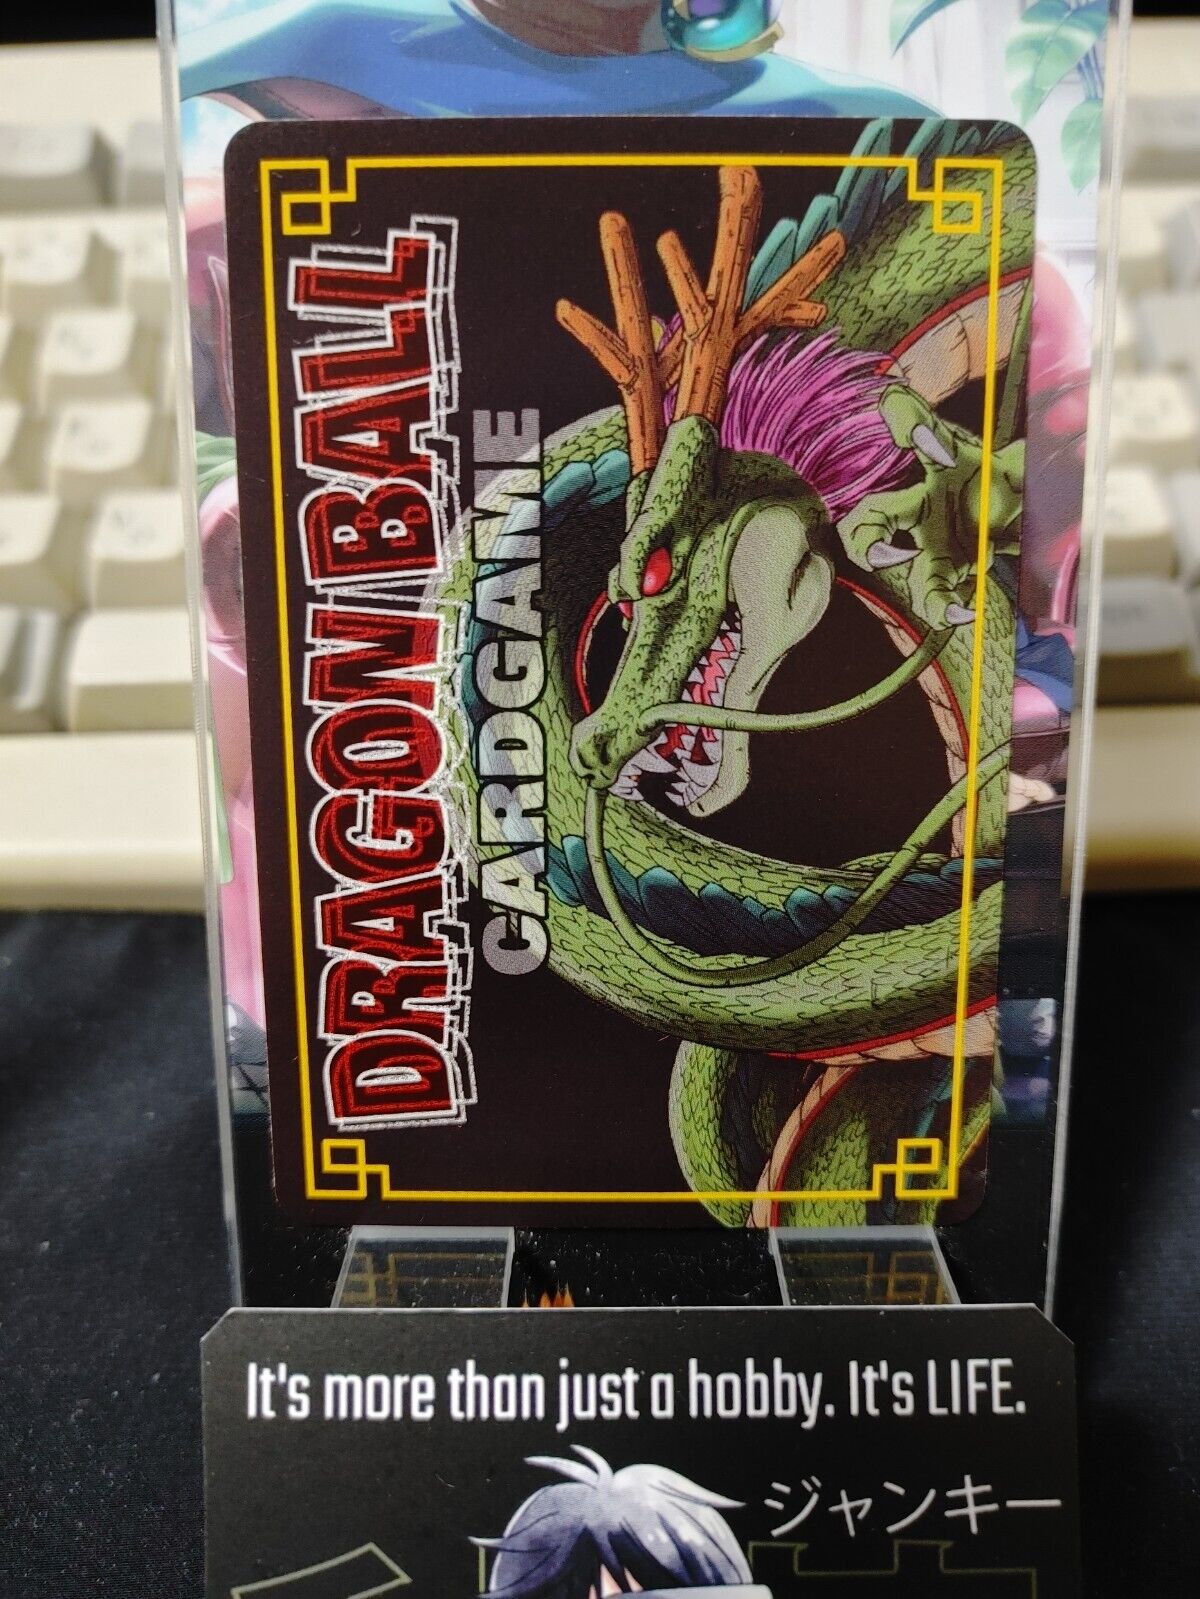 DRAGON BALL
CARDGAME
It's more than just a hobby. It's LIFE.
ジャンキー